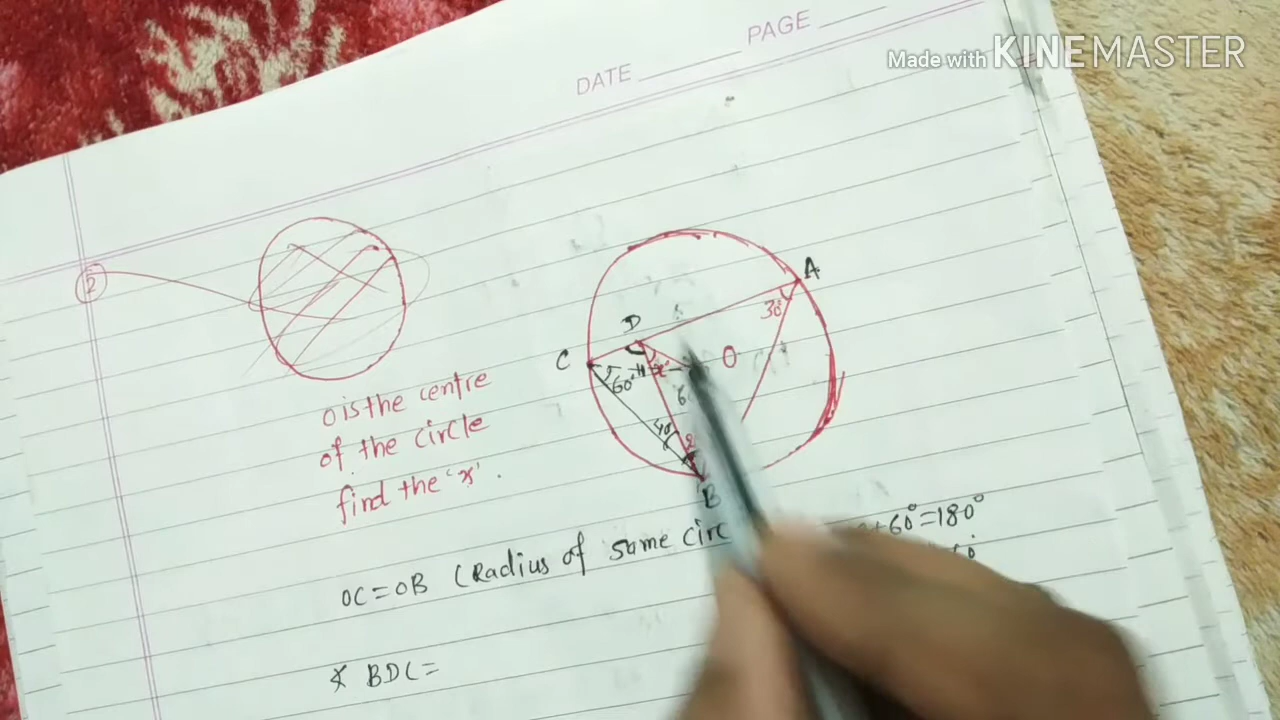 Made with KINEMASTER
PAGE
DATE
2
A
30°
D
C
O
60°
x°
40
B
O is the centre
of the circle
find the 'x'.
+60°=180°
OC=OB (Radius of same circ
∡ BDC=